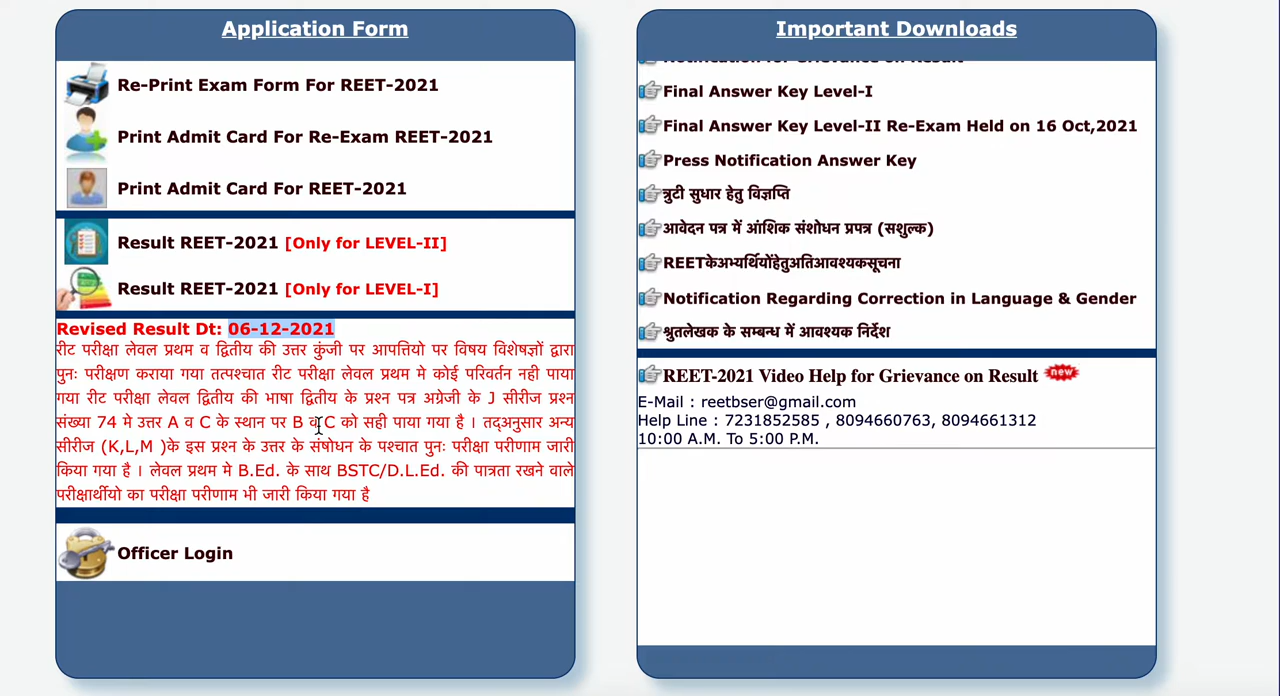 Application Form
Re-Print Exam Form For REET-2021
Print Admit Card For Re-Exam REET-2021
Print Admit Card For REET-2021
Result REET-2021 [Only for LEVEL-II]
Result REET-2021 [Only for LEVEL-I]
Revised Result Dt: 06-12-2021
रीट परीक्षा लेवल प्रथम व द्वितीय की उत्तर कुंजी पर आपत्तियो पर विषय विशेषज्ञों द्वारा
पुनः परीक्षण कराया गया तत्पश्चात रीट परीक्षा लेवल प्रथम मे कोई परिवर्तन नही पाया
गया रीट परीक्षा लेवल द्वितीय की भाषा द्वितीय के प्रश्न पत्र अग्रेजी के J सीरीज प्रश्न
संख्या 74 मे उत्तर A व C के स्थान पर B व C को सही पाया गया है । तद्अनुसार अन्य
सीरीज (K,L,M )के इस प्रश्न के उत्तर के संषोधन के पश्चात पुनः परीक्षा परीणाम जारी
किया गया है । लेवल प्रथम मे B.Ed. के साथ BSTC/D.L.Ed. की पात्रता रखने वाले
परीक्षार्थीयो का परीक्षा परीणाम भी जारी किया गया है
Officer Login
Important Downloads
Notification for Grievance on Result
Final Answer Key Level-I
Final Answer Key Level-II Re-Exam Held on 16 Oct,2021
Press Notification Answer Key
त्रुटी सुधार हेतु विज्ञप्ति
आवेदन पत्र में आंशिक संशोधन प्रपत्र (सशुल्क)
REETकेअभ्यर्थियोंहेतुअतिआवश्यकसूचना
Notification Regarding Correction in Language & Gender
श्रुतलेखक के सम्बन्ध में आवश्यक निर्देश
REET-2021 Video Help for Grievance on Result new
E-Mail : reetbser@gmail.com
Help Line : 7231852585 , 8094660763, 8094661312
10:00 A.M. To 5:00 P.M.